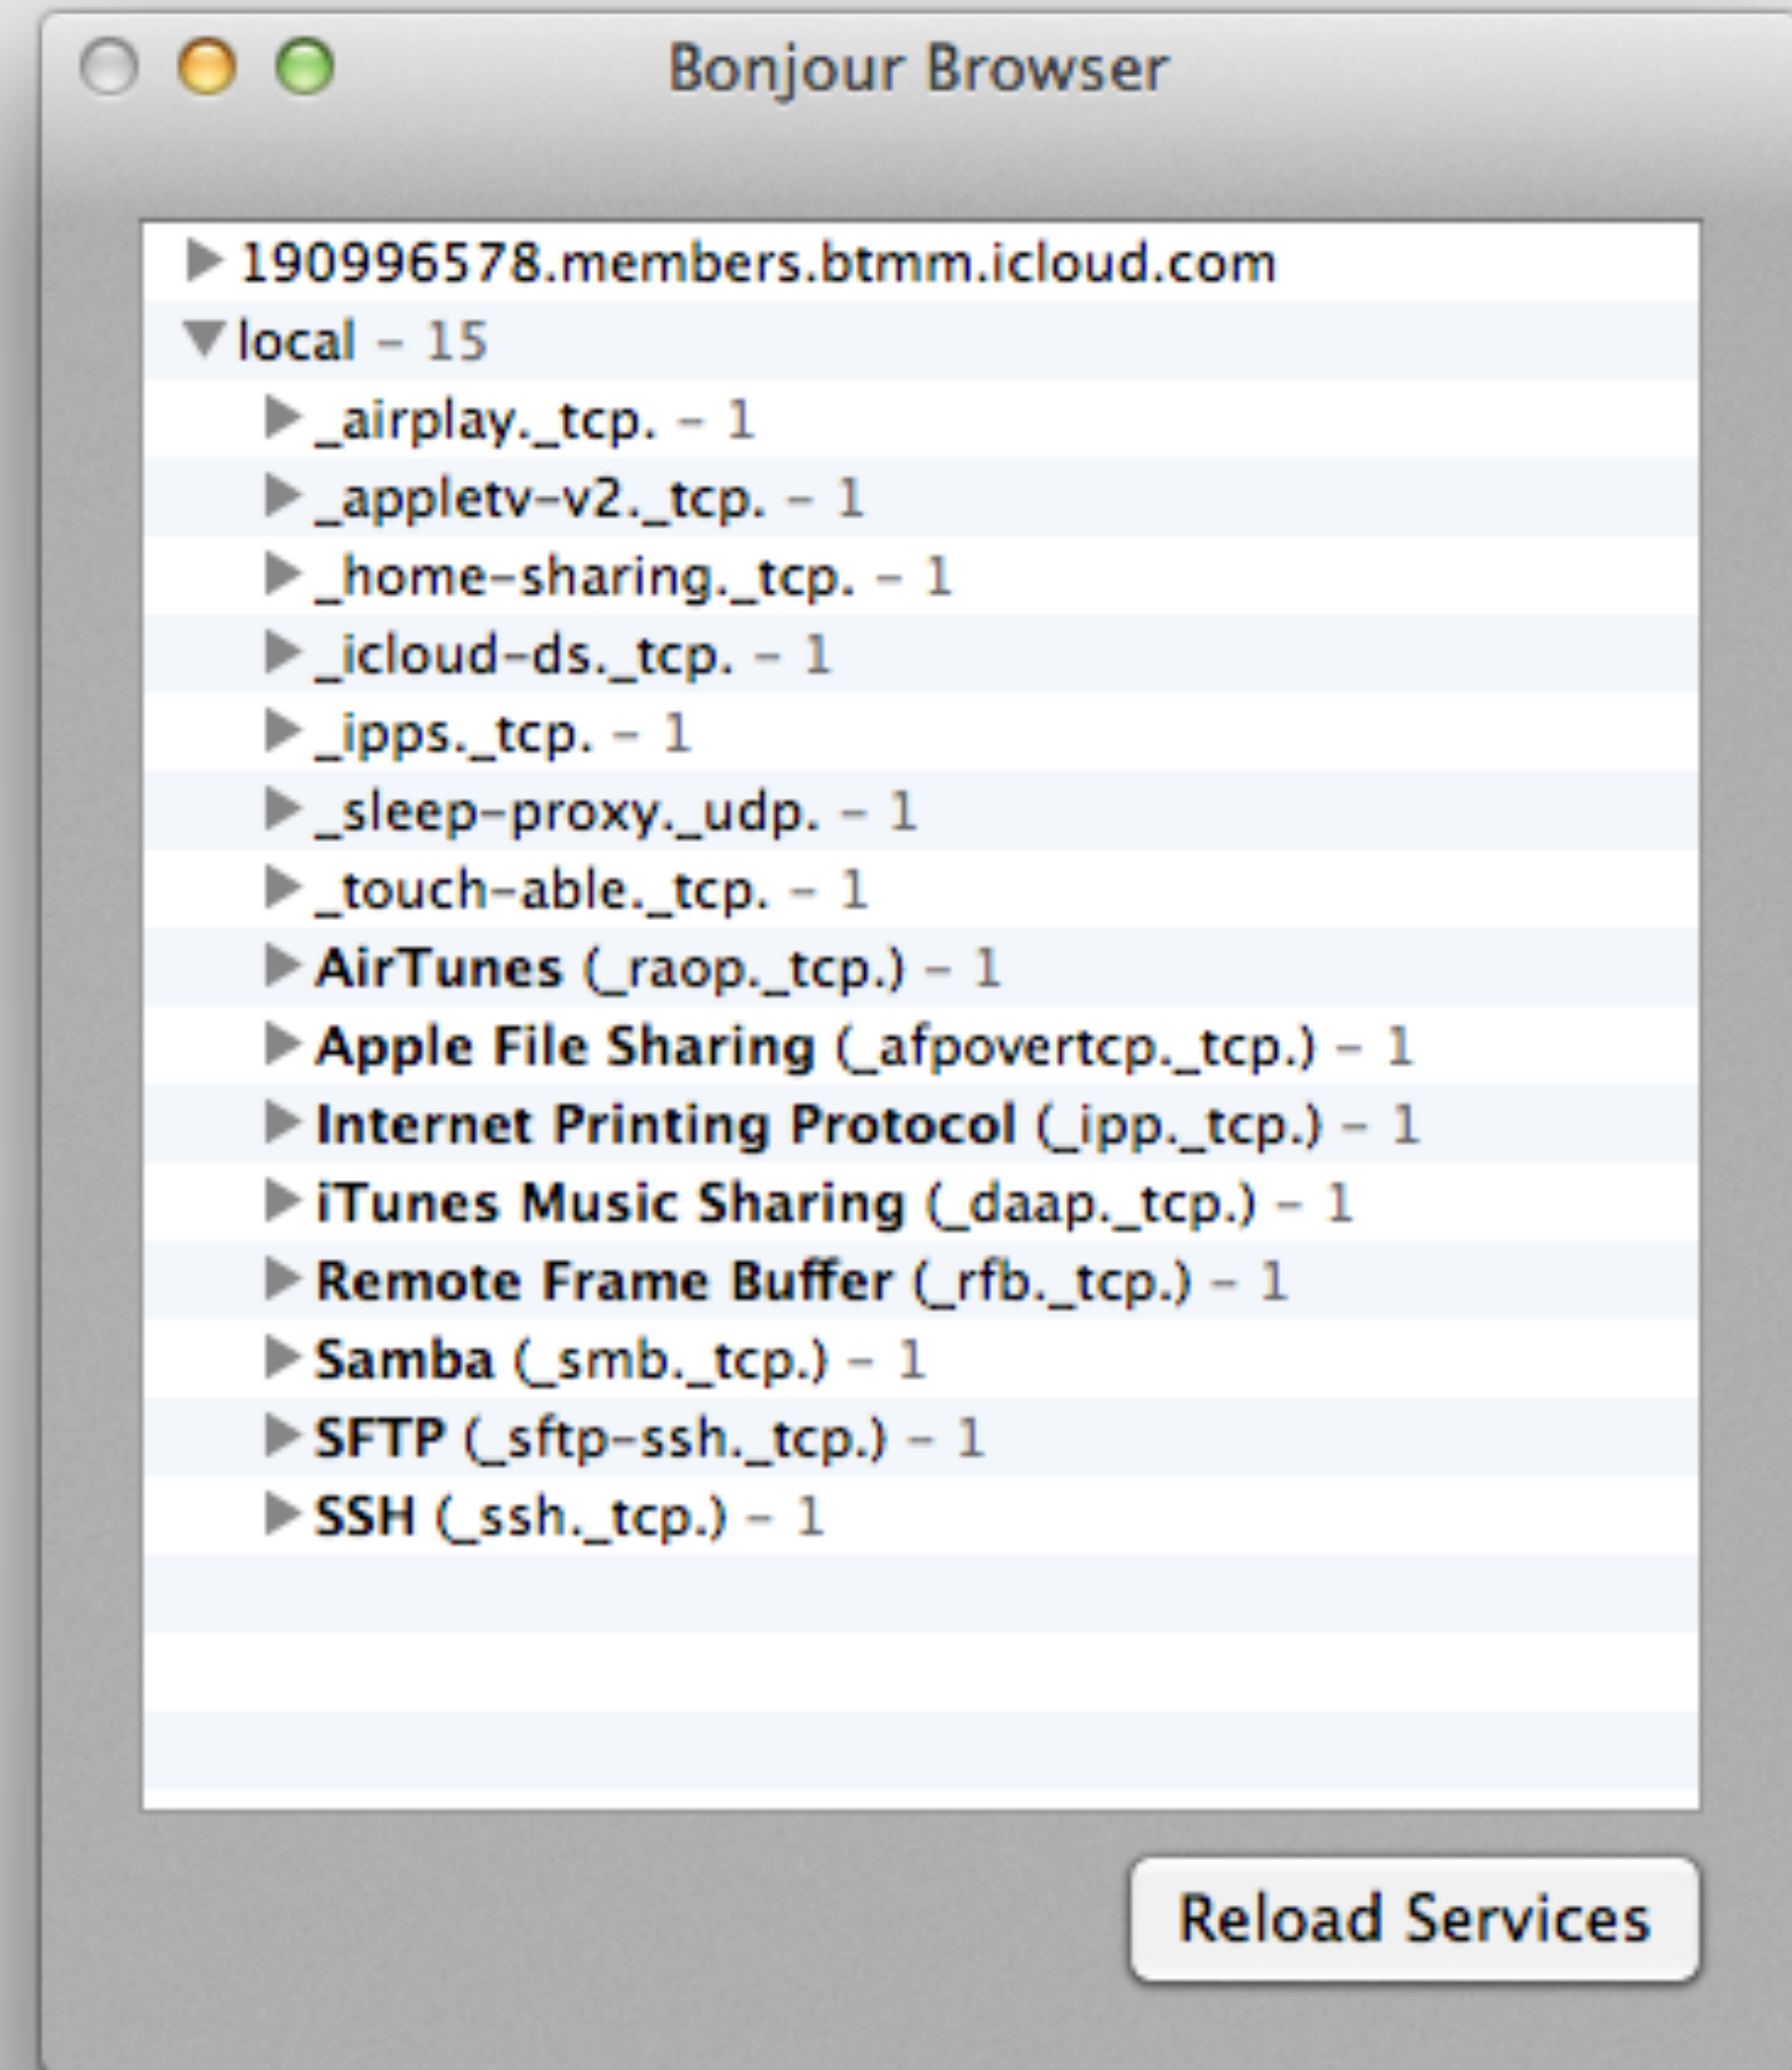 Bonjour Browser
190996578.members.btmm.icloud.com
local – 15
_airplay._tcp. – 1
_appletv-v2._tcp. – 1
_home-sharing._tcp. – 1
_icloud-ds._tcp. – 1
_ipps._tcp. – 1
_sleep-proxy._udp. – 1
_touch-able._tcp. – 1
AirTunes (_raop._tcp.) – 1
Apple File Sharing (_afpovertcp._tcp.) – 1
Internet Printing Protocol (_ipp._tcp.) – 1
iTunes Music Sharing (_daap._tcp.) – 1
Remote Frame Buffer (_rfb._tcp.) – 1
Samba (_smb._tcp.) – 1
SFTP (_sftp-ssh._tcp.) – 1
SSH (_ssh._tcp.) – 1
Reload Services